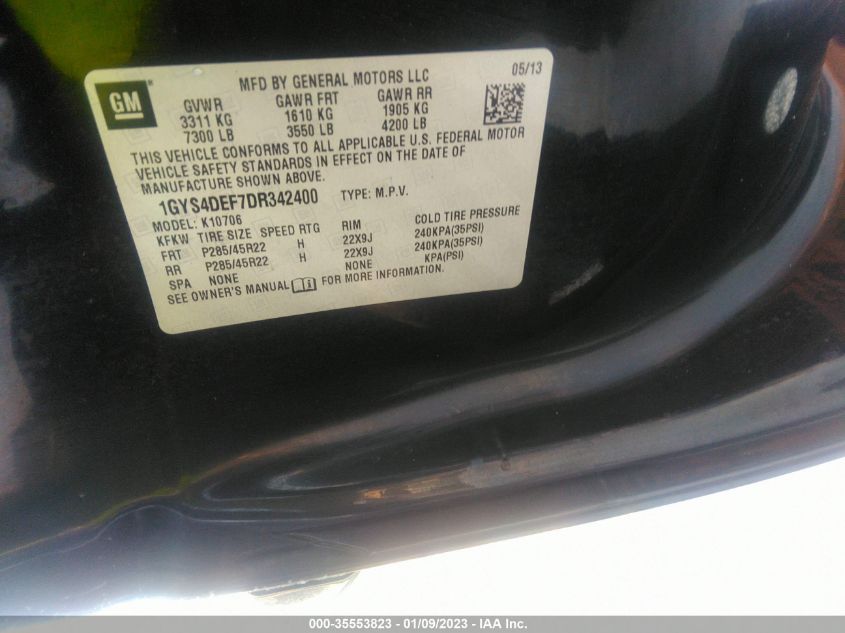 GM
MFD BY GENERAL MOTORS LLC
05/13
GVWR GAWR FRT GAWR RR
3311 KG 1610 KG 1905 KG
7300 LB 3550 LB 4200 LB
THIS VEHICLE CONFORMS TO ALL APPLICABLE U.S. FEDERAL MOTOR
VEHICLE SAFETY STANDARDS IN EFFECT ON THE DATE OF
MANUFACTURE SHOWN ABOVE.
1GYS4DEF7DR342400 TYPE: M.P.V.
MODEL: K10706
KFKW TIRE SIZE SPEED RTG RIM COLD TIRE PRESSURE
FRT P285/45R22 H 22X9J 240KPA(35PSI)
RR P285/45R22 H 22X9J 240KPA(35PSI)
SPA NONE NONE KPA(PSI)
SEE OWNER'S MANUAL FOR MORE INFORMATION.
000-35553823 - 01/09/2023 - IAA Inc.